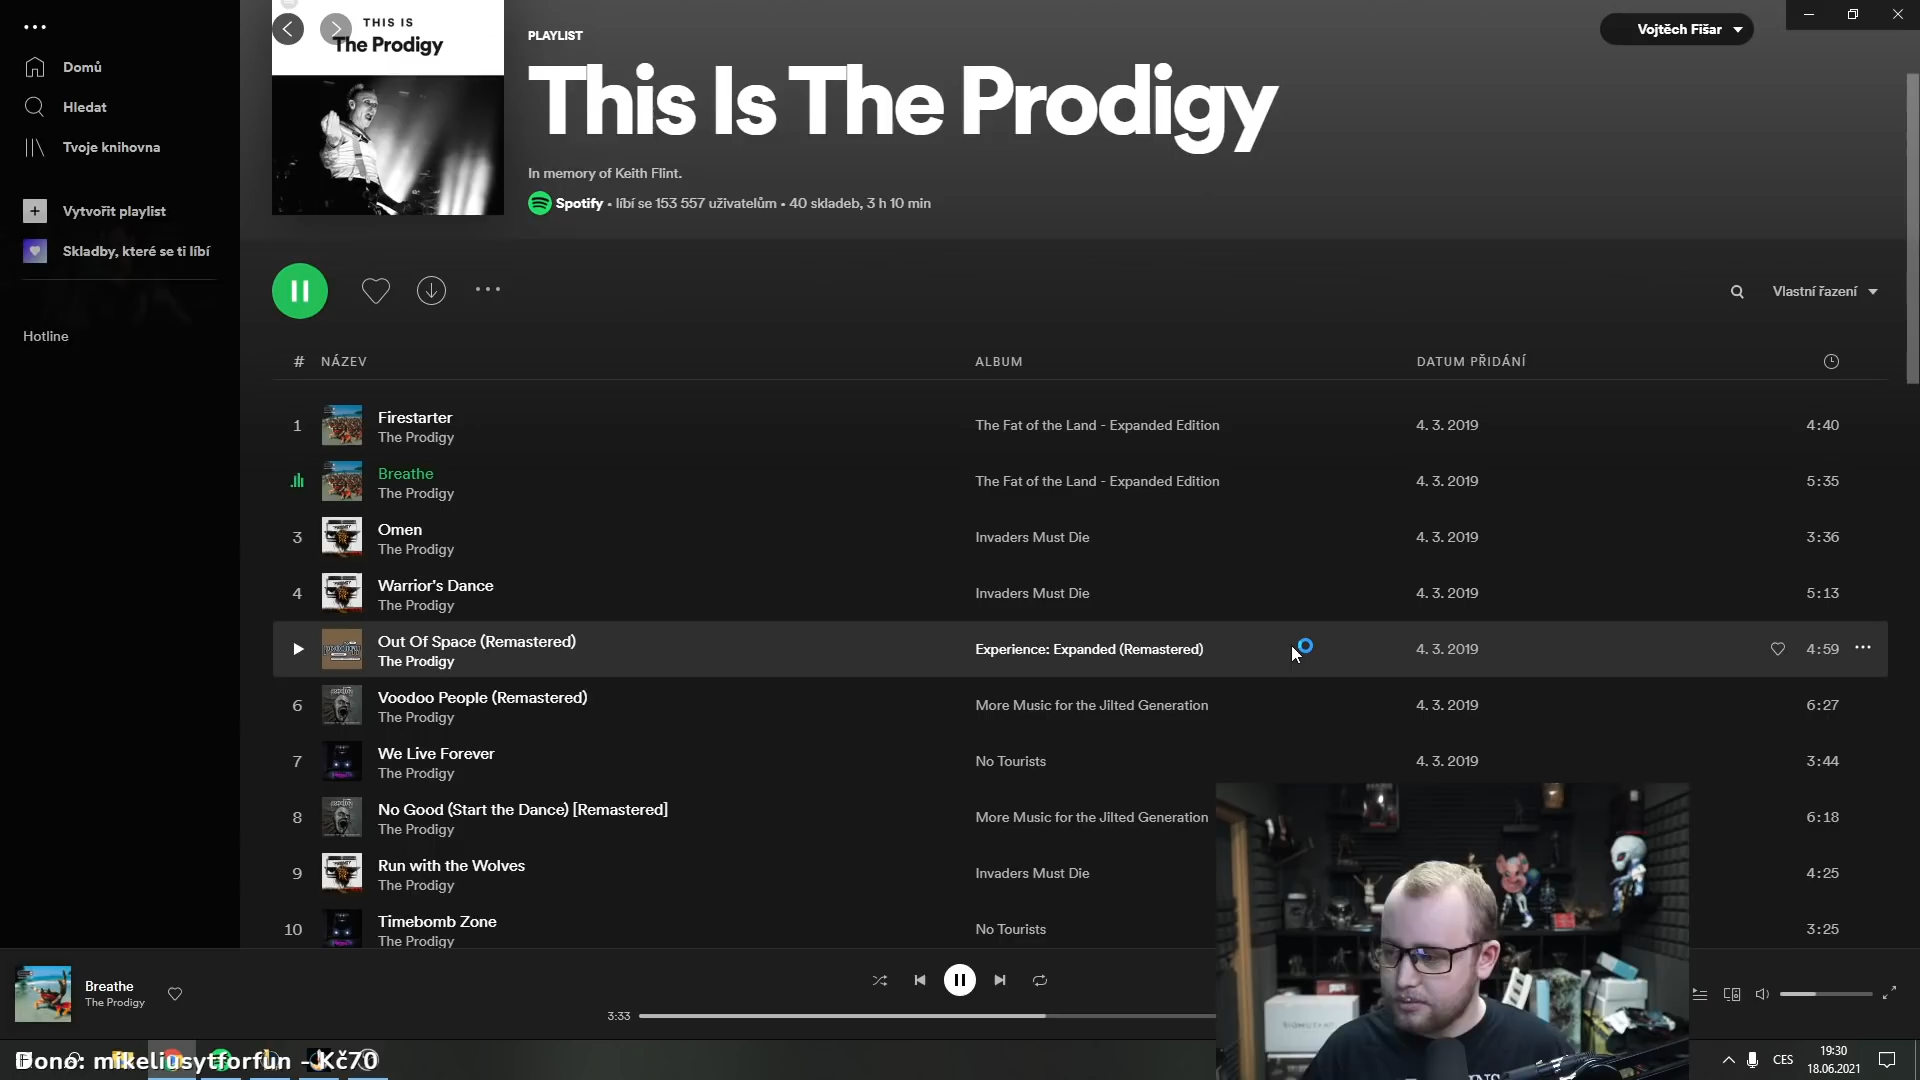 THIS IS
The Prodigy
PLAYLIST
Vojtěch Fišar
This Is The Prodigy
In memory of Keith Flint.
Spotify • líbí se 153 557 uživatelům • 40 skladeb, 3 h 10 min
Domů
Hledat
Tvoje knihovna
Vytvořit playlist
Skladby, které se ti líbí
Hotline
Vlastní řazení
# NÁZEV ALBUM DATUM PŘIDÁNÍ
1 Firestarter The Fat of the Land - Expanded Edition 4. 3. 2019 4:40
The Prodigy
Breathe The Fat of the Land - Expanded Edition 4. 3. 2019 5:35
The Prodigy
3 Omen Invaders Must Die 4. 3. 2019 3:36
The Prodigy
4 Warrior's Dance Invaders Must Die 4. 3. 2019 5:13
The Prodigy
Out Of Space (Remastered) Experience: Expanded (Remastered) 4. 3. 2019 4:59
The Prodigy
6 Voodoo People (Remastered) More Music for the Jilted Generation 4. 3. 2019 6:27
The Prodigy
7 We Live Forever No Tourists 4. 3. 2019 3:44
The Prodigy
8 No Good (Start the Dance) [Remastered] More Music for the Jilted Generation 6:18
The Prodigy
9 Run with the Wolves Invaders Must Die 4:25
The Prodigy
10 Timebomb Zone No Tourists 3:25
The Prodigy
Breathe
The Prodigy
3:33
Dono: mikeliusytforfun - Kč70
CES
19:30
18.06.2021